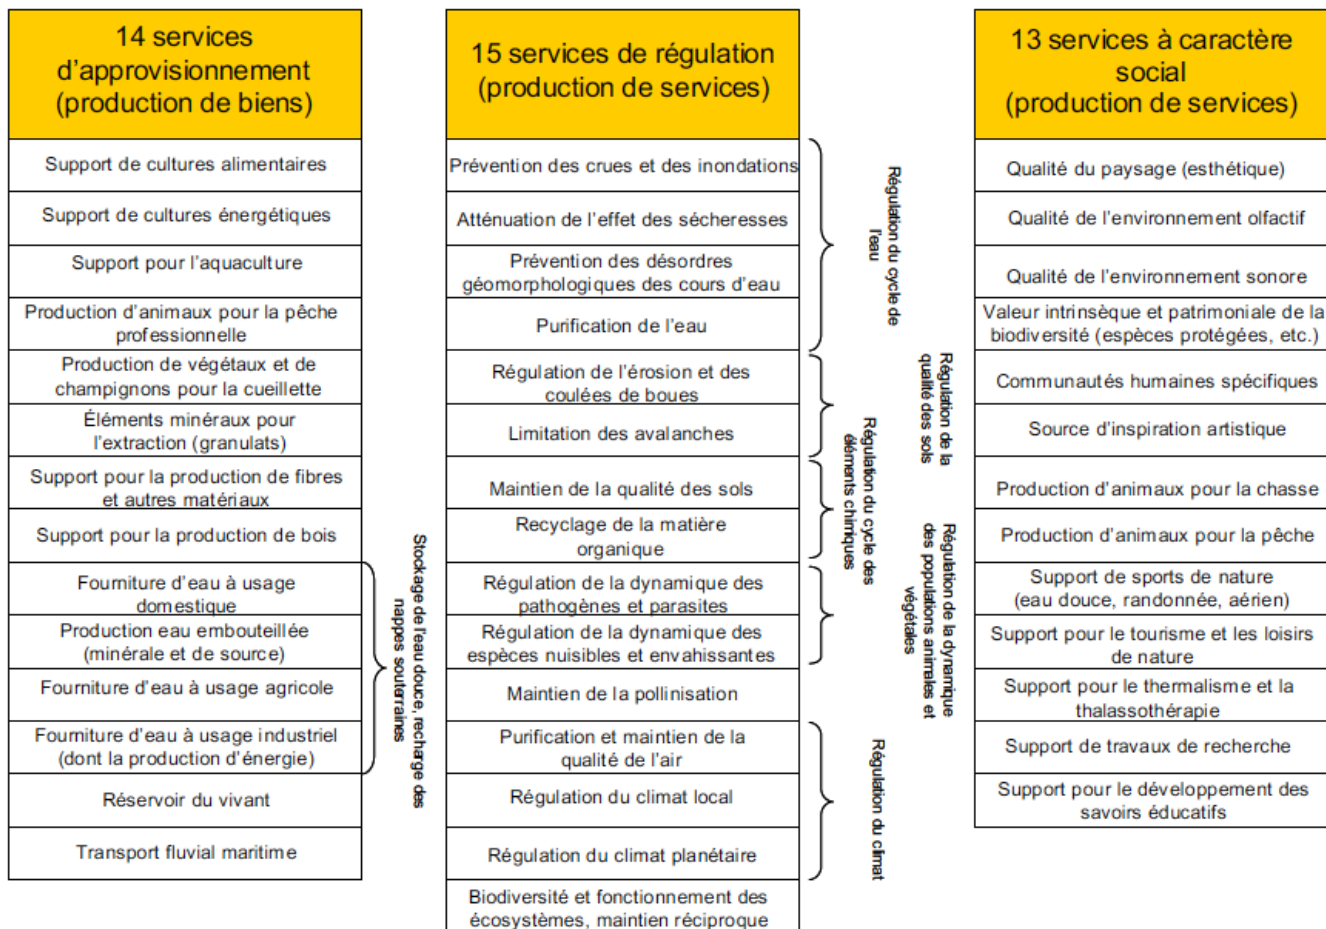 14 services
d'approvisionnement
(production de biens)
Support de cultures alimentaires
Support de cultures énergétiques
Support pour l'aquaculture
Production d'animaux pour la pêche
professionnelle
Production de végétaux et de
champignons pour la cueillette
Éléments minéraux pour
l'extraction (granulats)
Support pour la production de fibres
et autres matériaux
Support pour la production de bois
Fourniture d'eau à usage
domestique
Production eau embouteillée
(minérale et de source)
Fourniture d'eau à usage agricole
Fourniture d'eau à usage industriel
(dont la production d'énergie)
Réservoir du vivant
Transport fluvial maritime
Stockage de l'eau douce, recharge des
nappes souterraines
15 services de régulation
(production de services)
Prévention des crues et des inondations
Atténuation de l'effet des sécheresses
Prévention des désordres
géomorphologiques des cours d'eau
Purification de l'eau
Régulation de l'érosion et des
coulées de boues
Limitation des avalanches
Maintien de la qualité des sols
Recyclage de la matière
organique
Régulation de la dynamique des
pathogènes et parasites
Régulation de la dynamique des
espèces nuisibles et envahissantes
Maintien de la pollinisation
Purification et maintien de la
qualité de l'air
Régulation du climat local
Régulation du climat planétaire
Biodiversité et fonctionnement des
écosystèmes, maintien réciproque
Régulation du cycle de
l'eau
Régulation de la
qualité des sols
Régulation du cycle des
éléments chimiques
Régulation de la dynamique
des populations animales et
végétales
Régulation du climat
13 services à caractère
social
(production de services)
Qualité du paysage (esthétique)
Qualité de l'environnement olfactif
Qualité de l'environnement sonore
Valeur intrinsèque et patrimoniale de la
biodiversité (espèces protégées, etc.)
Communautés humaines spécifiques
Source d'inspiration artistique
Production d'animaux pour la chasse
Production d'animaux pour la pêche
Support de sports de nature
(eau douce, randonnée, aérien)
Support pour le tourisme et les loisirs
de nature
Support pour le thermalisme et la
thalassothérapie
Support de travaux de recherche
Support pour le développement des
savoirs éducatifs